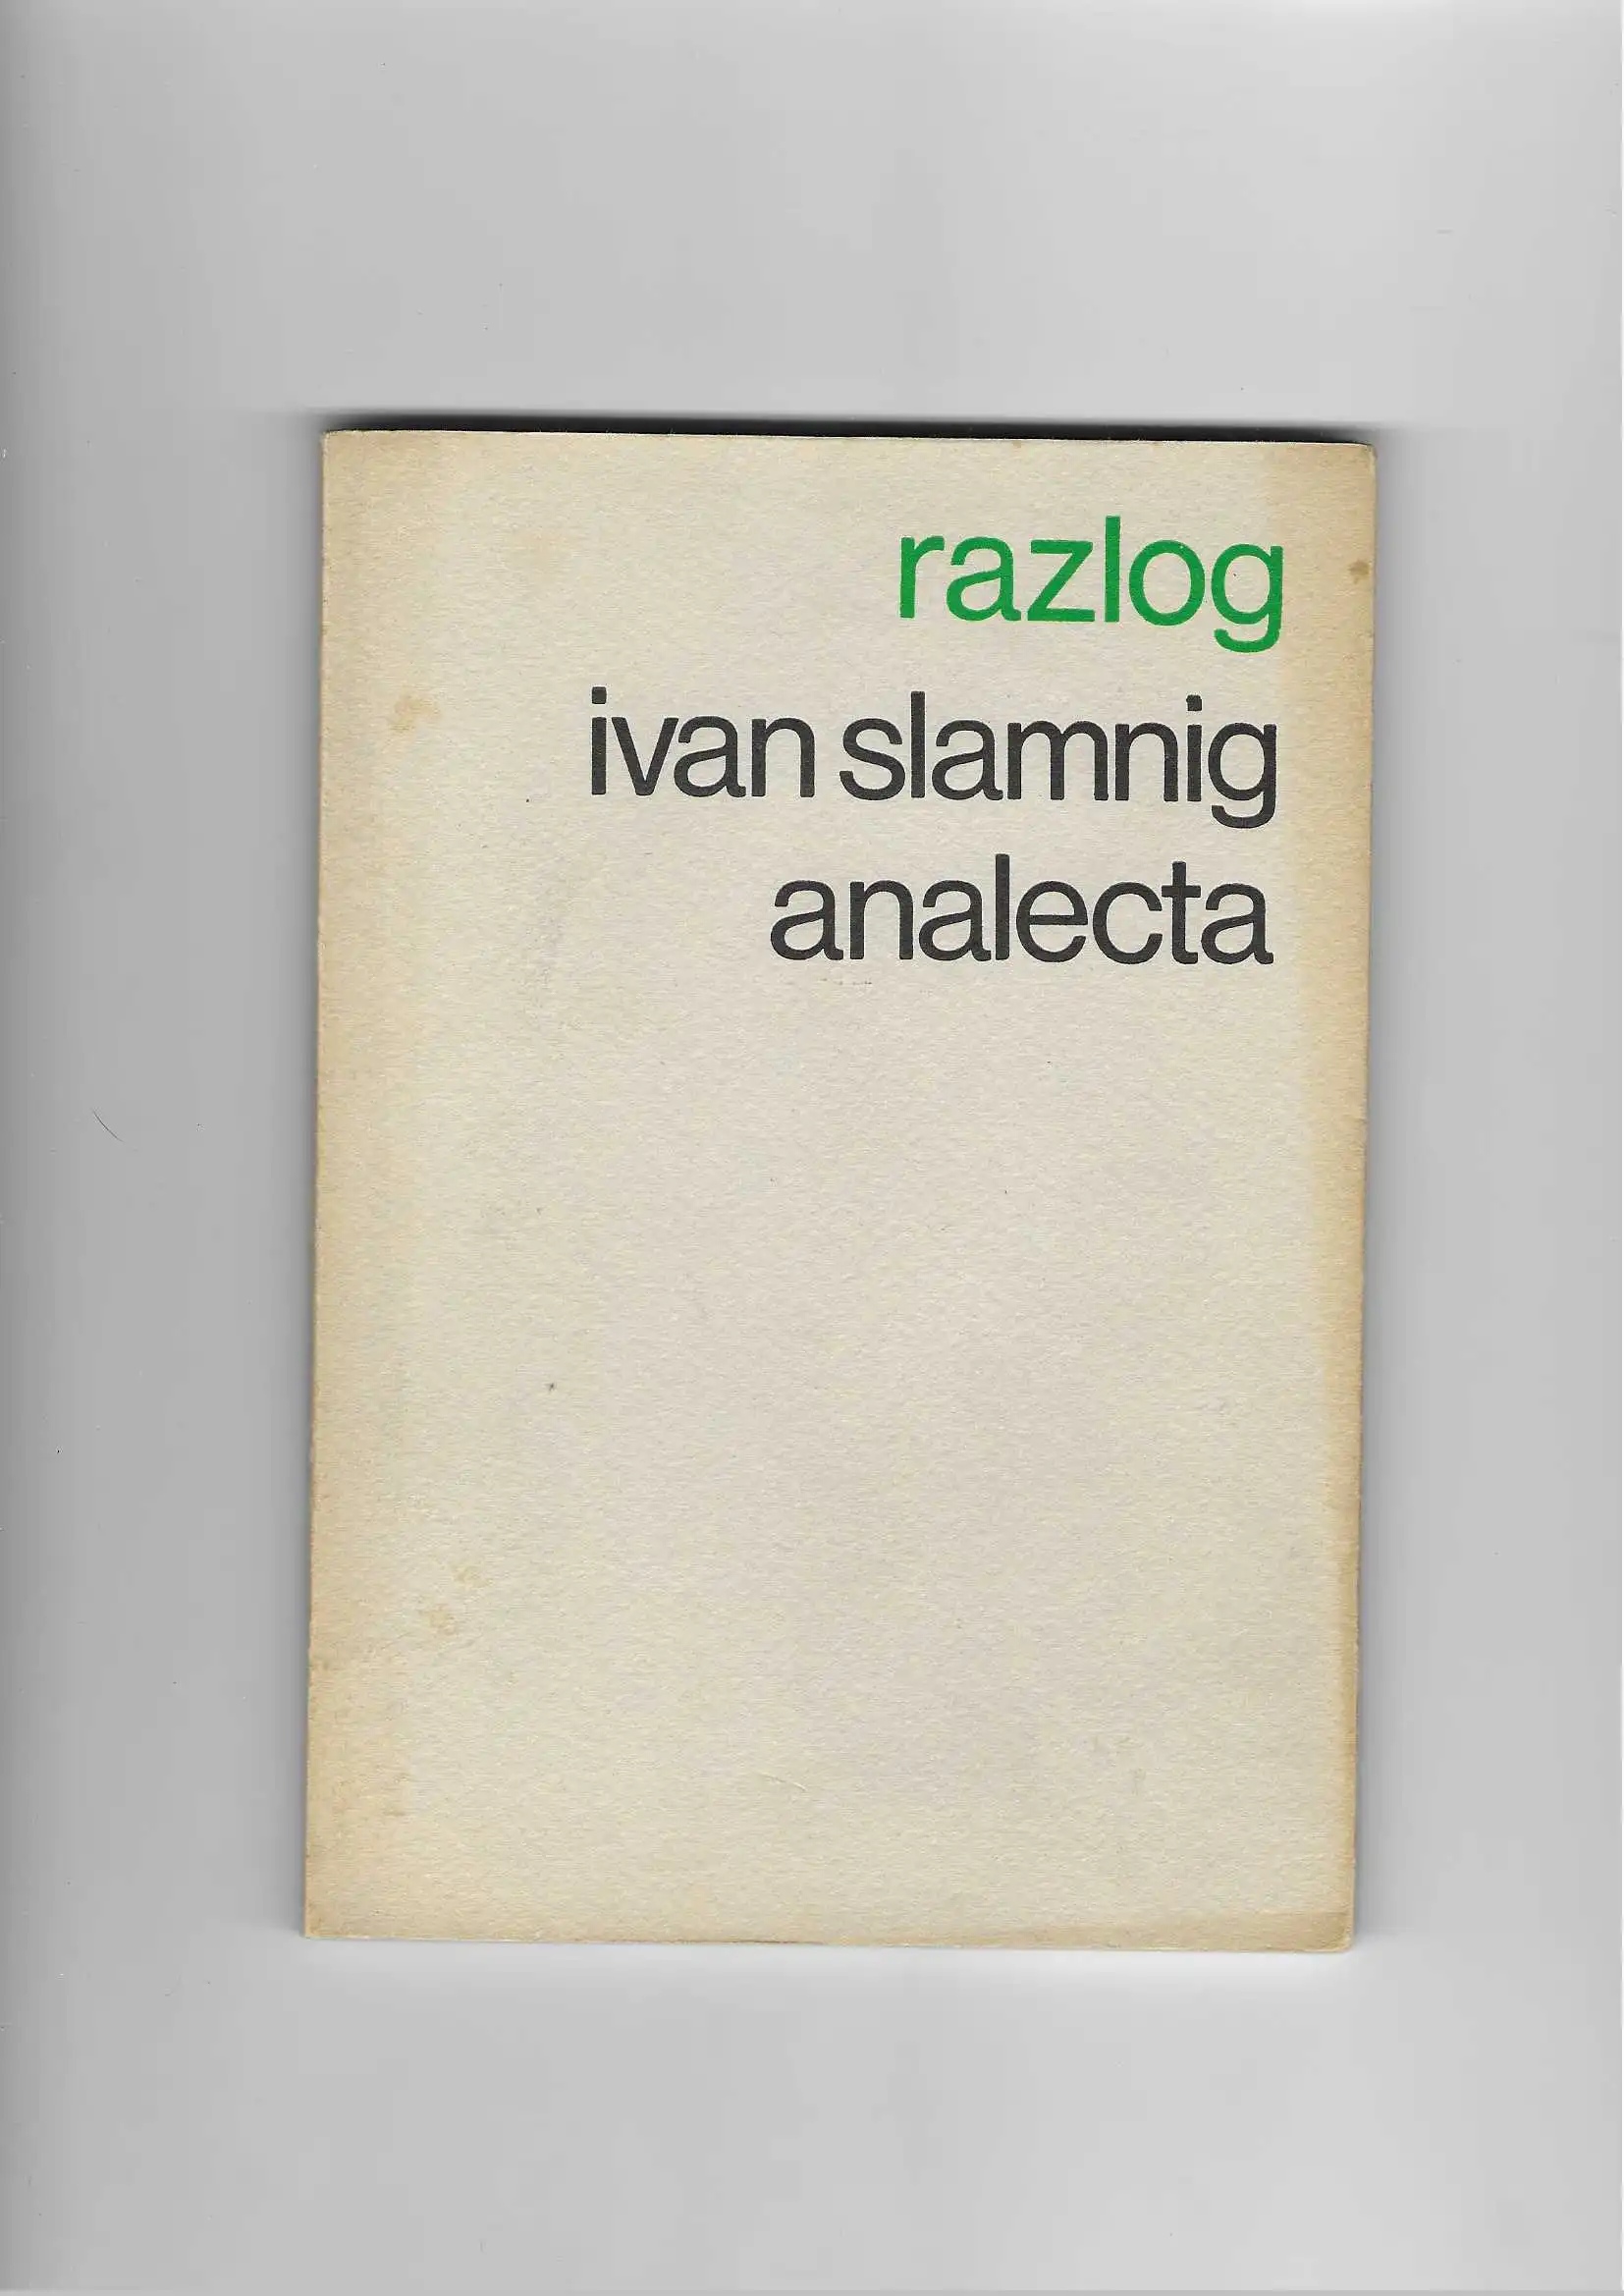 razlog
ivan slamnig
analecta